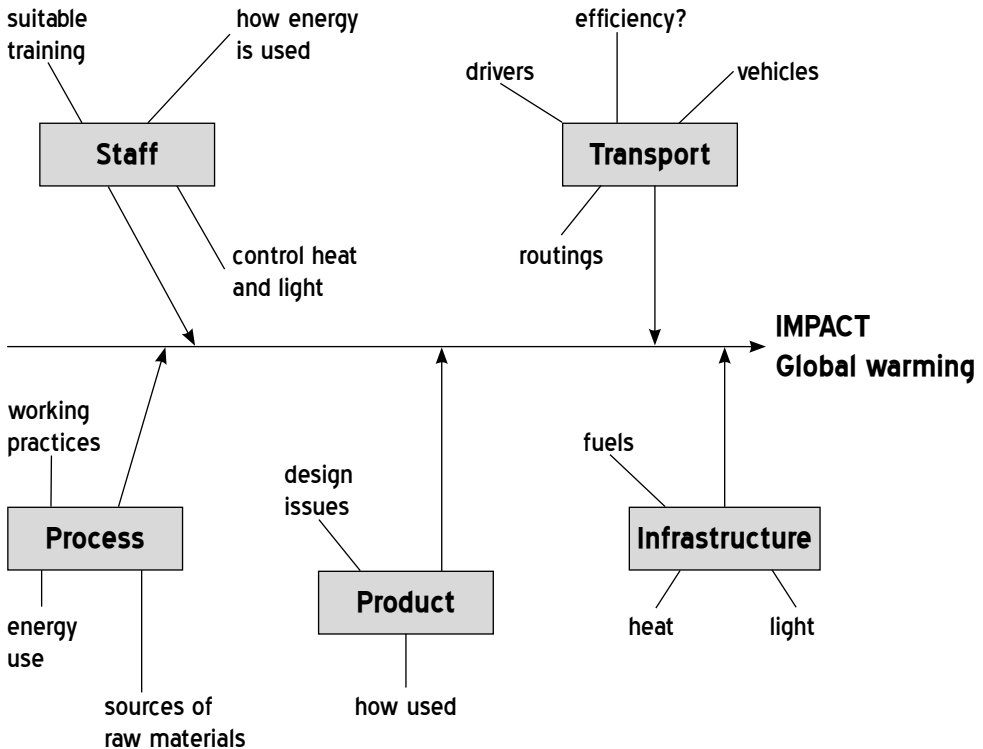 suitable
training
how energy
is used
efficiency?
drivers
vehicles
Staff
Transport
control heat
and light
routings
IMPACT
Global warming
working
practices
design
issues
fuels
Process
Product
Infrastructure
energy
use
heat
light
sources of
raw materials
how used